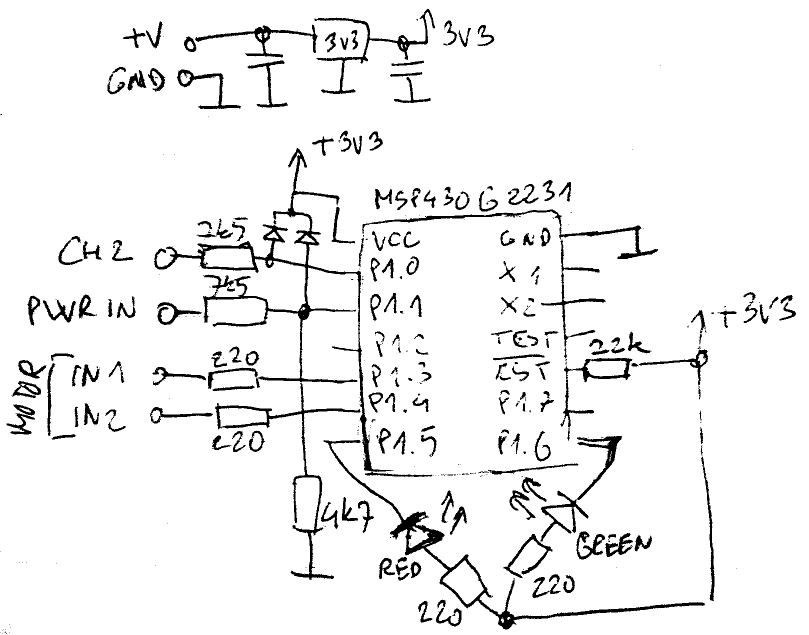 +V
3V3
3V3
GND
+3V3
MSP430G2231
2k5
CH2
VCC
GND
P1.0
X1
7k5
PWR IN
P1.1
X2
+3V3
P1.2
TEST
22k
220
IN1
P1.3
RST
MOTOR
IN2
P1.4
P1.7
220
P1.5
P1.6
4k7
RED
GREEN
220
220